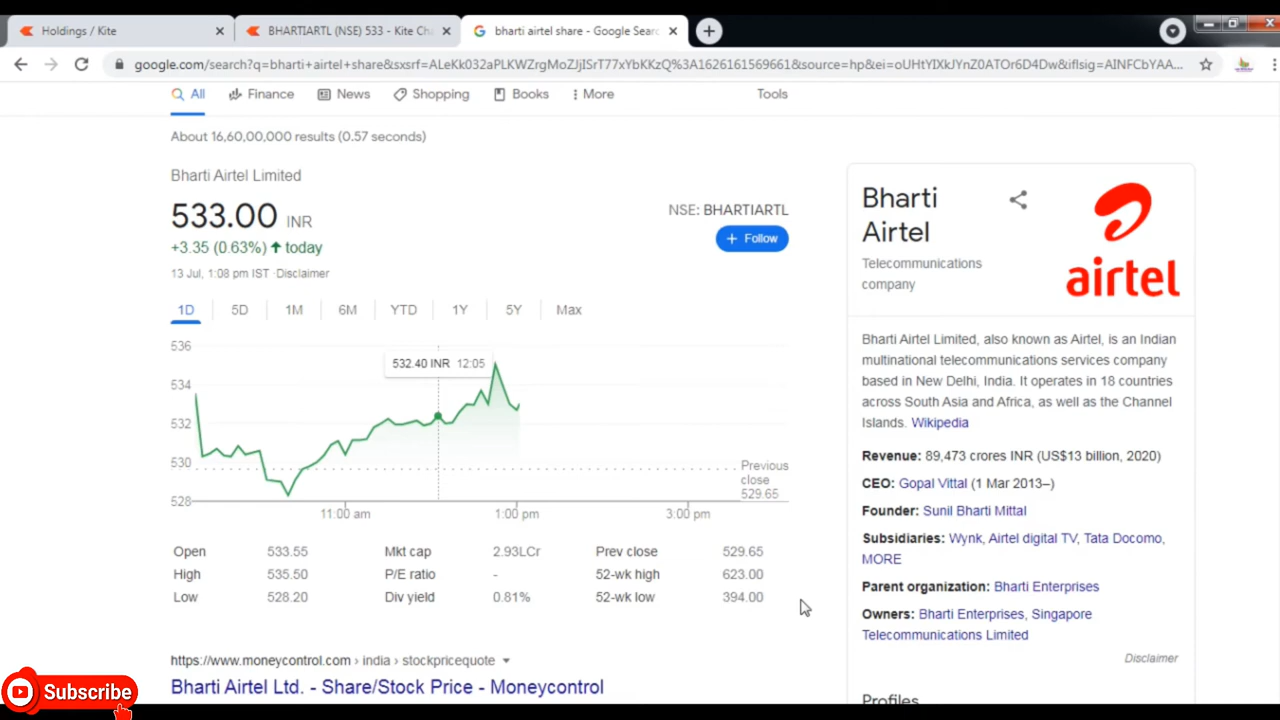 Holdings / Kite
BHARTIARTL (NSE) 533 - Kite Ch
bharti airtel share - Google Searc
google.com/search?q=bharti+airtel+share&sxsrf=ALeKk032aPLKWZrgMoZJjISrT77xYbKKzQ%3A1626161569661&source=hp&ei=oUHtYIXkJYnZ0ATOr6D4Dw&iflsig=AINFCbYAA...
All
Finance
News
Shopping
Books
More
Tools
About 16,60,00,000 results (0.57 seconds)
Bharti Airtel Limited
533.00 INR
NSE: BHARTIARTL
+3.35 (0.63%) ↑ today
+ Follow
13 Jul, 1:08 pm IST · Disclaimer
1D 5D 1M 6M YTD 1Y 5Y Max
536
532.40 INR 12:05
534
532
530
Previous
close
529.65
528
11:00 am 1:00 pm 3:00 pm
Open 533.55 Mkt cap 2.93LCr Prev close 529.65
High 535.50 P/E ratio - 52-wk high 623.00
Low 528.20 Div yield 0.81% 52-wk low 394.00
https://www.moneycontrol.com › india › stockpricequote
Bharti Airtel Ltd. - Share/Stock Price - Moneycontrol
Subscribe
Bharti
Airtel
airtel
Telecommunications
company
Bharti Airtel Limited, also known as Airtel, is an Indian
multinational telecommunications services company
based in New Delhi, India. It operates in 18 countries
across South Asia and Africa, as well as the Channel
Islands. Wikipedia
Revenue: 89,473 crores INR (US$13 billion, 2020)
CEO: Gopal Vittal (1 Mar 2013–)
Founder: Sunil Bharti Mittal
Subsidiaries: Wynk, Airtel digital TV, Tata Docomo,
MORE
Parent organization: Bharti Enterprises
Owners: Bharti Enterprises, Singapore
Telecommunications Limited
Disclaimer
Profiles